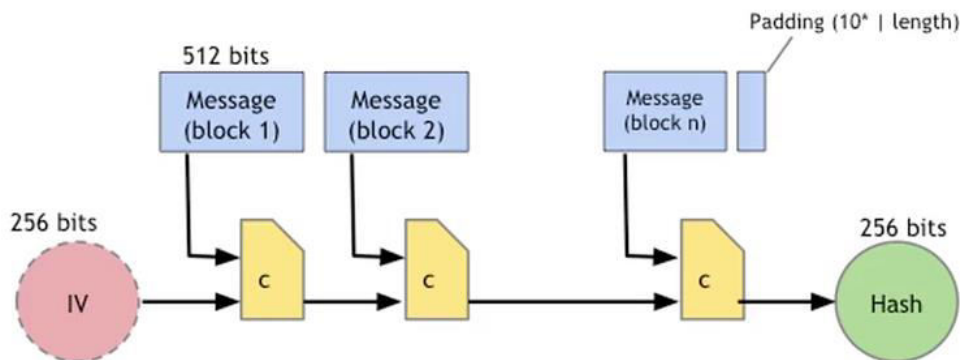 Padding (10* | length)
512 bits
Message
(block 1)
Message
(block 2)
Message
(block n)
256 bits
IV
c
c
c
256 bits
Hash